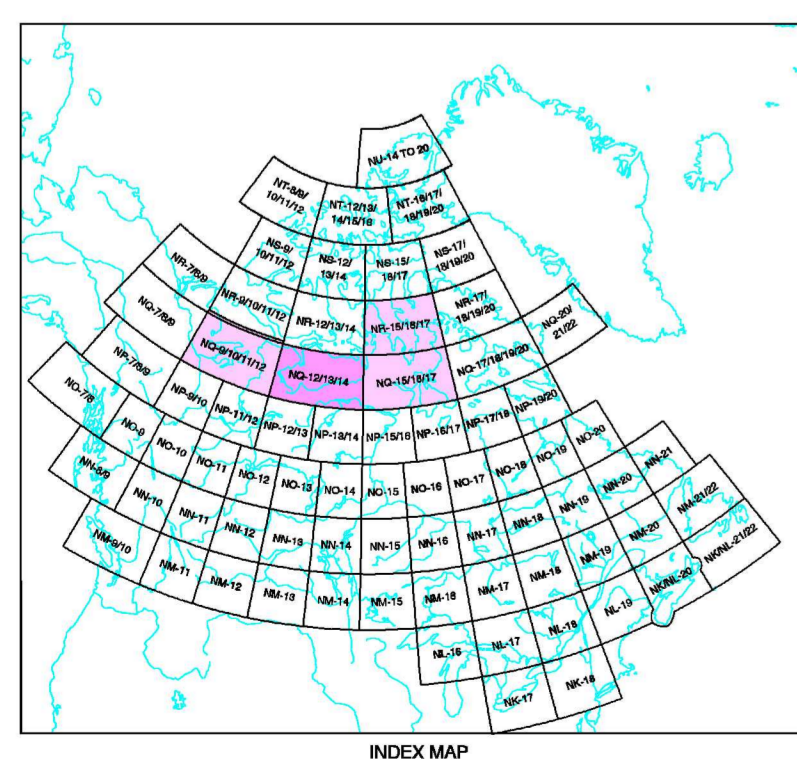 NU-14 TO 20
NT-8/9/
10/11/12
NT-12/13/
14/15/16
NT-16/17/
18/19/20
NS-9/
10/11/12
NS-12/
13/14
NS-15/
16/17
NS-17/
18/19/20
NR-7/8/9
NR-9/10/11/12
NR-12/13/14
NR-15/16/17
NR-17/
18/19/20
NQ-7/8/9
NQ-9/10/11/12
NQ-12/13/14
NQ-15/16/17
NQ-17/18/19/20
NQ-20/
21/22
NP-7/8/9
NP-9/10
NP-11/12
NP-12/13
NP-13/14
NP-15/16
NP-16/17
NP-17/18
NP-19/20
NO-7/8
NO-9
NO-10
NO-11
NO-12
NO-13
NO-14
NO-15
NO-16
NO-17
NO-18
NO-19
NO-20
NN-8/9
NN-10
NN-11
NN-12
NN-13
NN-14
NN-15
NN-16
NN-17
NN-18
NN-19
NN-20
NN-21
NM-9/10
NM-11
NM-12
NM-13
NM-14
NM-15
NM-16
NM-17
NM-18
NM-19
NM-20
NM-21/22
NL-16
NL-17
NL-18
NL-19
NK/NL-20
NK/NL-21/22
NK-17
NK-18
INDEX MAP